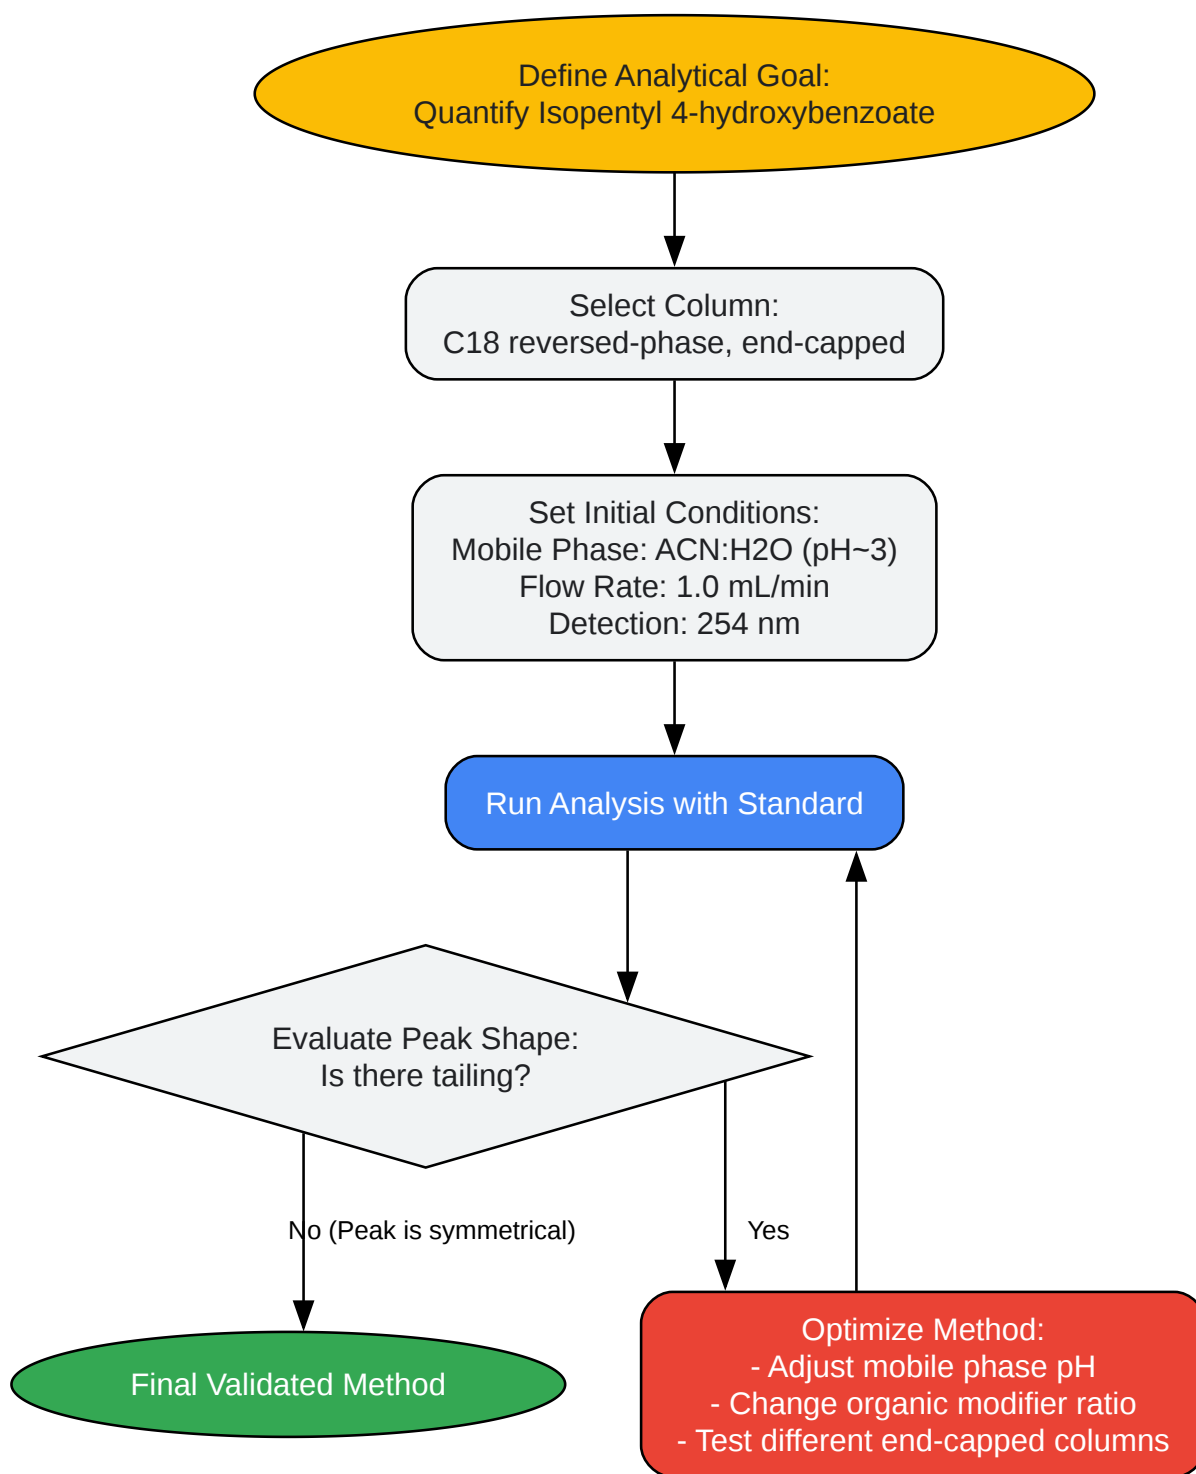 Define Analytical Goal:
Quantify Isopentyl 4-hydroxybenzoate
Select Column:
C18 reversed-phase, end-capped
Set Initial Conditions:
Mobile Phase: ACN:H2O (pH~3)
Flow Rate: 1.0 mL/min
Detection: 254 nm
Run Analysis with Standard
Evaluate Peak Shape:
Is there tailing?
No (Peak is symmetrical)
Yes
Final Validated Method
Optimize Method:
- Adjust mobile phase pH
- Change organic modifier ratio
- Test different end-capped columns